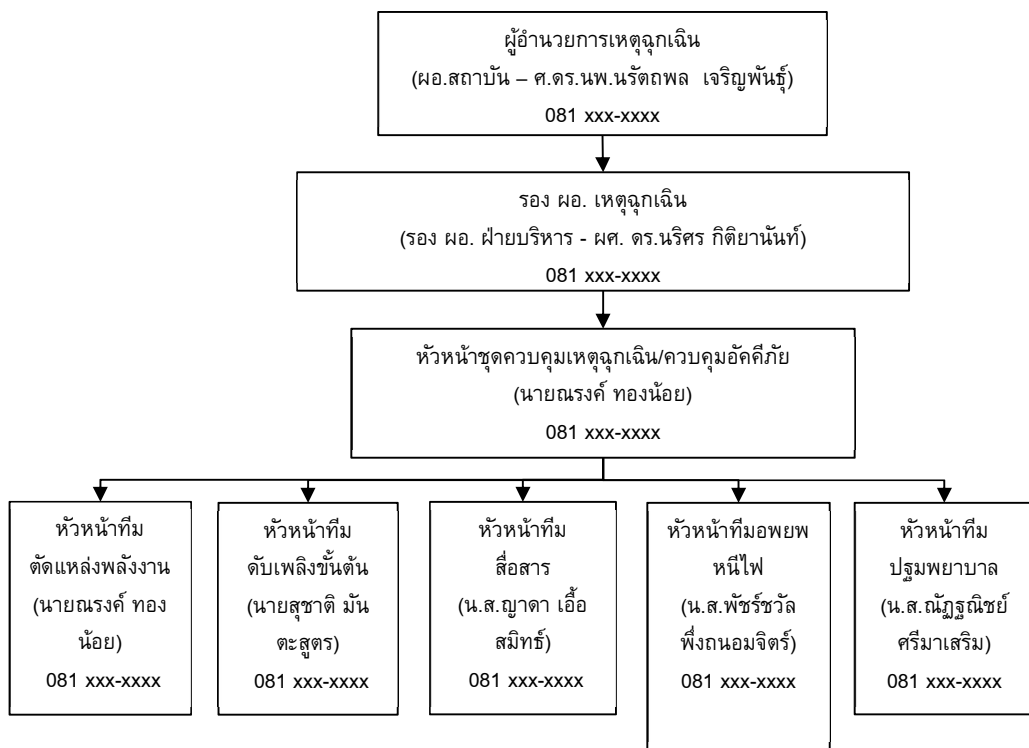 ผู้อำนวยการเหตุฉุกเฉิน
(ผอ.สถาบัน – ศ.ดร.นพ.นรัตถพล เจริญพันธุ์)
081 xxx-xxxx
รอง ผอ. เหตุฉุกเฉิน
(รอง ผอ. ฝ่ายบริหาร - ผศ. ดร.นริศร กิติยานันท์)
081 xxx-xxxx
หัวหน้าชุดควบคุมเหตุฉุกเฉิน/ควบคุมอัคคีภัย
(นายณรงค์ ทองน้อย)
081 xxx-xxxx
หัวหน้าทีม
ตัดแหล่งพลังงาน
(นายณรงค์ ทอง
น้อย)
081 xxx-xxxx
หัวหน้าทีม
ดับเพลิงขั้นต้น
(นายสุชาติ มัน
ตะสูตร)
081 xxx-xxxx
หัวหน้าทีม
สื่อสาร
(น.ส.ญาดา เอื้อ
สมิทธ์)
081 xxx-xxxx
หัวหน้าทีมอพยพ
หนีไฟ
(น.ส.พัชร์ชวัล
พึ่งถนอมจิตร์)
081 xxx-xxxx
หัวหน้าทีม
ปฐมพยาบาล
(น.ส.ณัฏฐณิชย์
ศรีมาเสริม)
081 xxx-xxxx